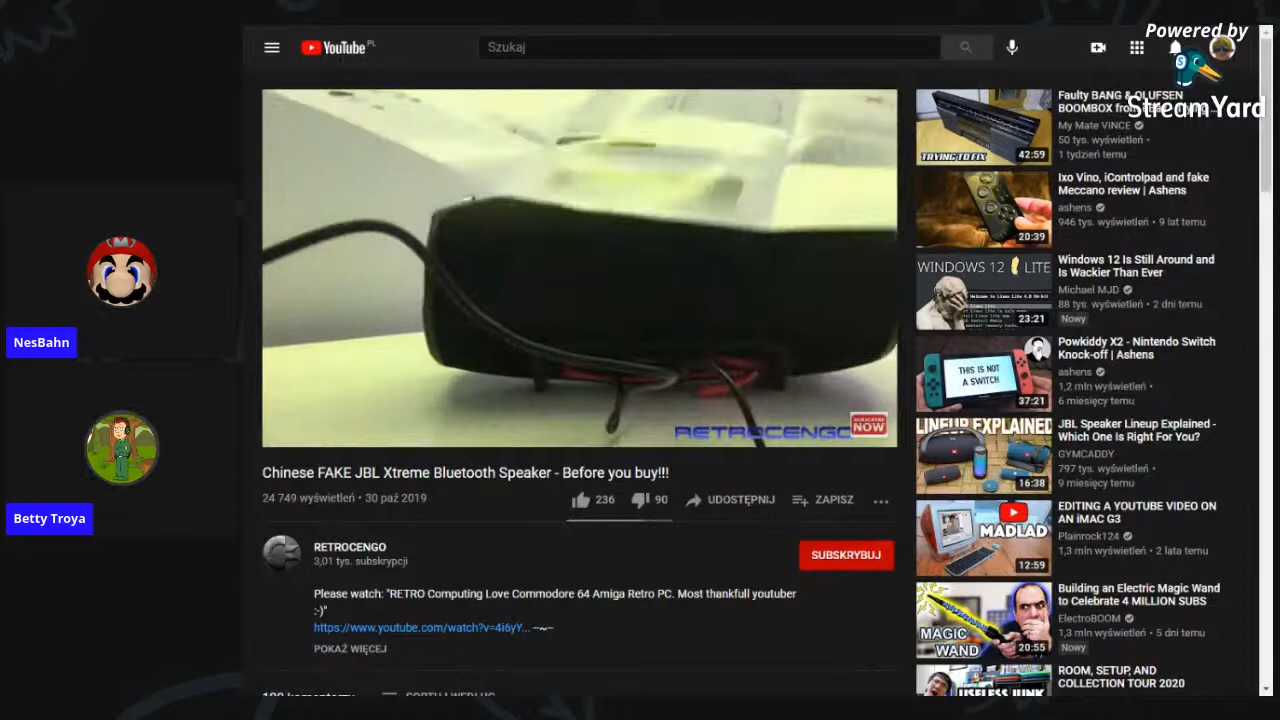 Powered by
StreamYard
YouTube PL
Szukaj
NesBahn
Betty Troya
RETROCENGO
SUBSCRIBE
NOW
Chinese FAKE JBL Xtreme Bluetooth Speaker - Before you buy!!!
24 749 wyświetleń • 30 paź 2019
236
90
UDOSTĘPNIJ
ZAPISZ
RETROCENGO
3,01 tys. subskrypcji
SUBSKRYBUJ
Please watch: "RETRO Computing Love Commodore 64 Amiga Retro PC. Most thankfull youtuber
:-)"
https://www.youtube.com/watch?v=4i6yY... --~--
POKAŻ WIĘCEJ
SORTUJ WEDŁUG
TRYING TO FIX
42:59
Faulty BANG & OLUFSEN
BOOMBOX
My Mate VINCE
50 tys. wyświetleń •
1 tydzień temu
20:39
Ixo Vino, iControlpad and fake
Meccano review | Ashens
ashens
946 tys. wyświetleń • 9 lat temu
WINDOWS 12 LITE
23:21
Windows 12 Is Still Around and
Is Wackier Than Ever
Michael MJD
88 tys. wyświetleń • 2 dni temu
Nowy
THIS IS NOT
A SWITCH
37:21
Powkiddy X2 - Nintendo Switch
Knock-off | Ashens
ashens
1,2 mln wyświetleń •
6 miesięcy temu
LINEUP EXPLAINED
16:38
JBL Speaker Lineup Explained -
Which One Is Right For You?
GYMCADDY
797 tys. wyświetleń •
9 miesięcy temu
MADLAD
12:59
EDITING A YOUTUBE VIDEO ON
AN iMAC G3
Plainrock124
1,3 mln wyświetleń • 2 lata temu
MAGIC
WAND
20:55
Building an Electric Magic Wand
to Celebrate 4 MILLION SUBS
ElectroBOOM
1,3 mln wyświetleń • 5 dni temu
Nowy
USELESS JUNK
ROOM, SETUP, AND
COLLECTION TOUR 2020